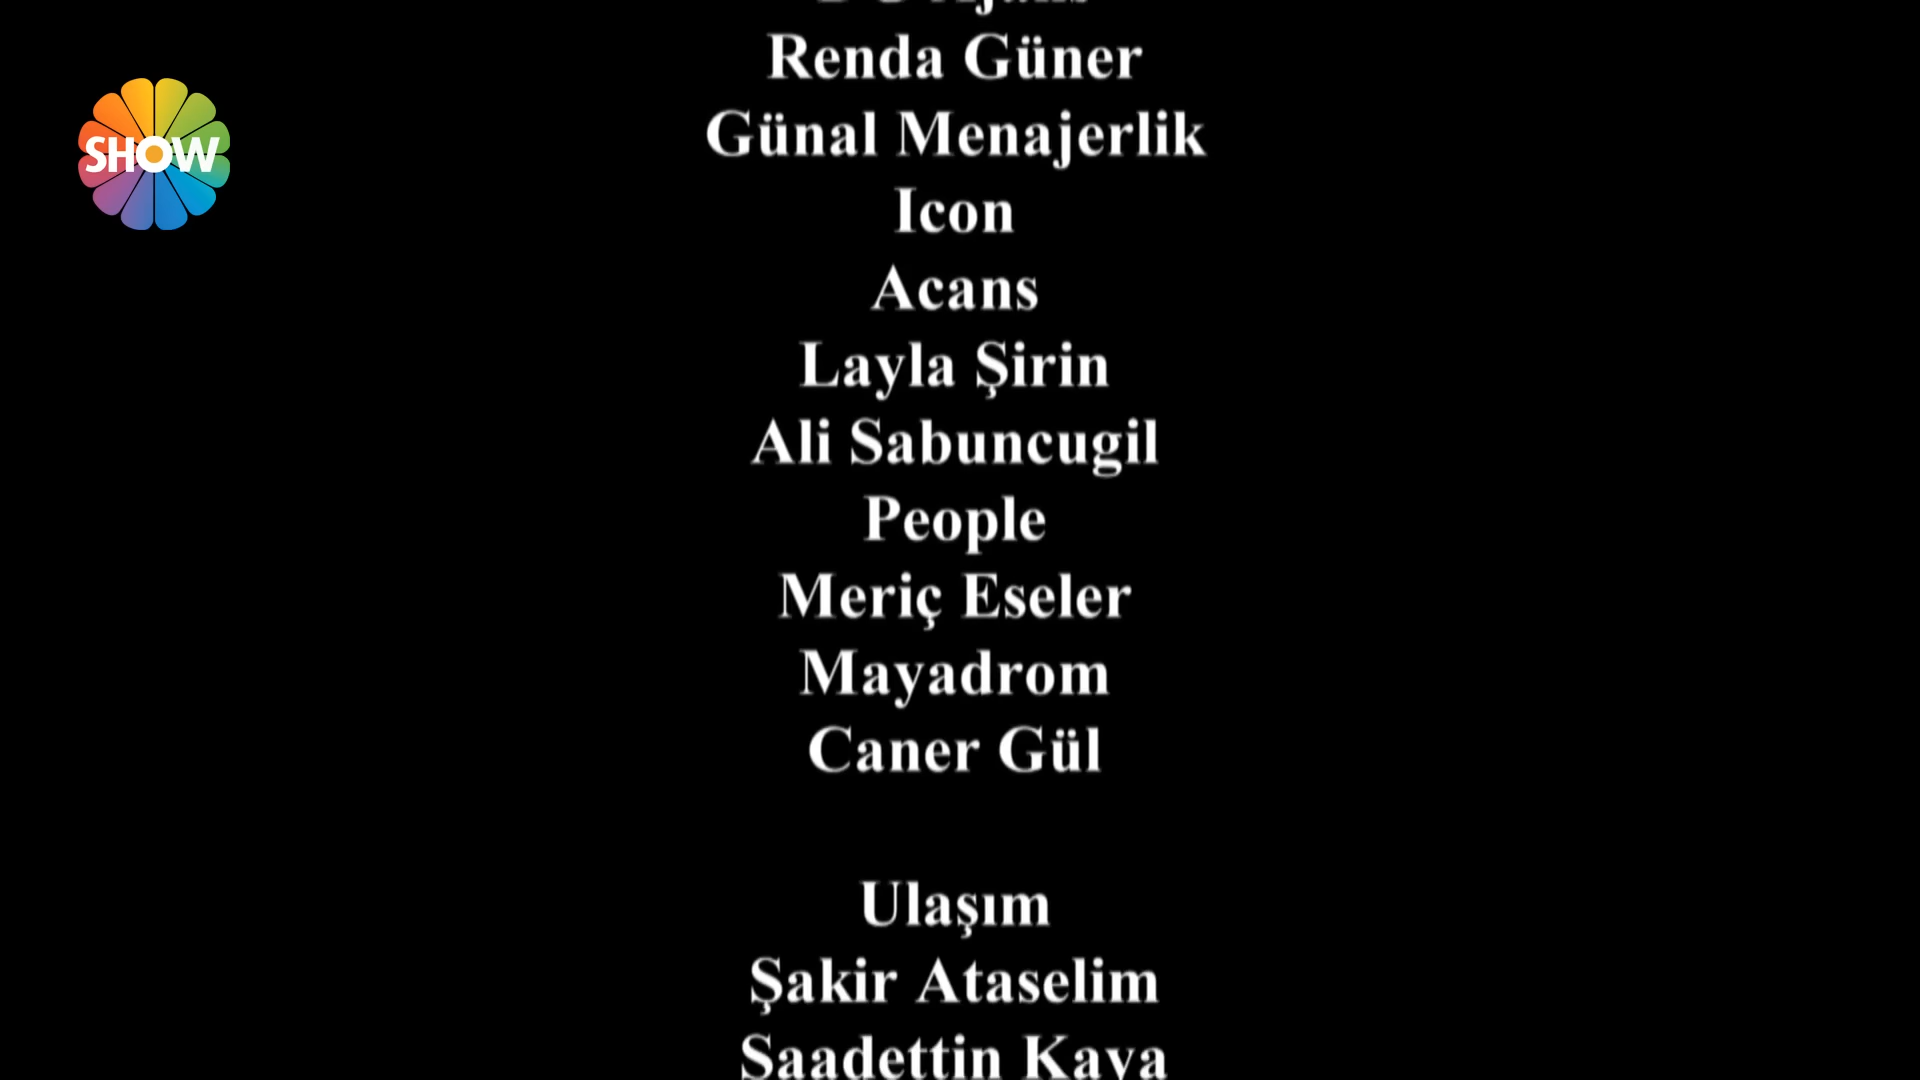 Renda Güner
Günal Menajerlik
SHOW
Icon
Acans
Layla Şirin
Ali Sabuncugil
People
Meriç Eseler
Mayadrom
Caner Gül
Ulaşım
Şakir Ataselim
Saadettin Kaya